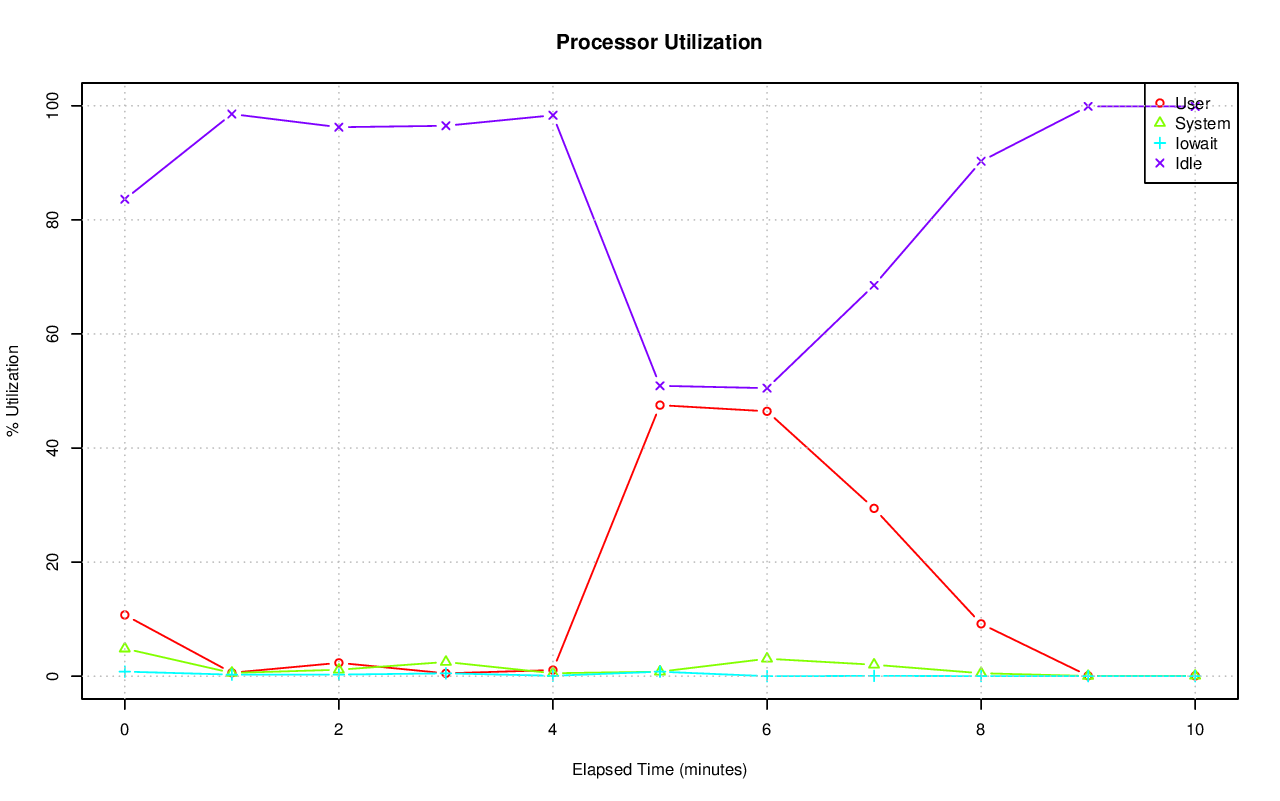 Processor Utilization
% Utilization
100
80
60
40
20
0
User
System
Iowait
Idle
0 2 4 6 8 10
Elapsed Time (minutes)